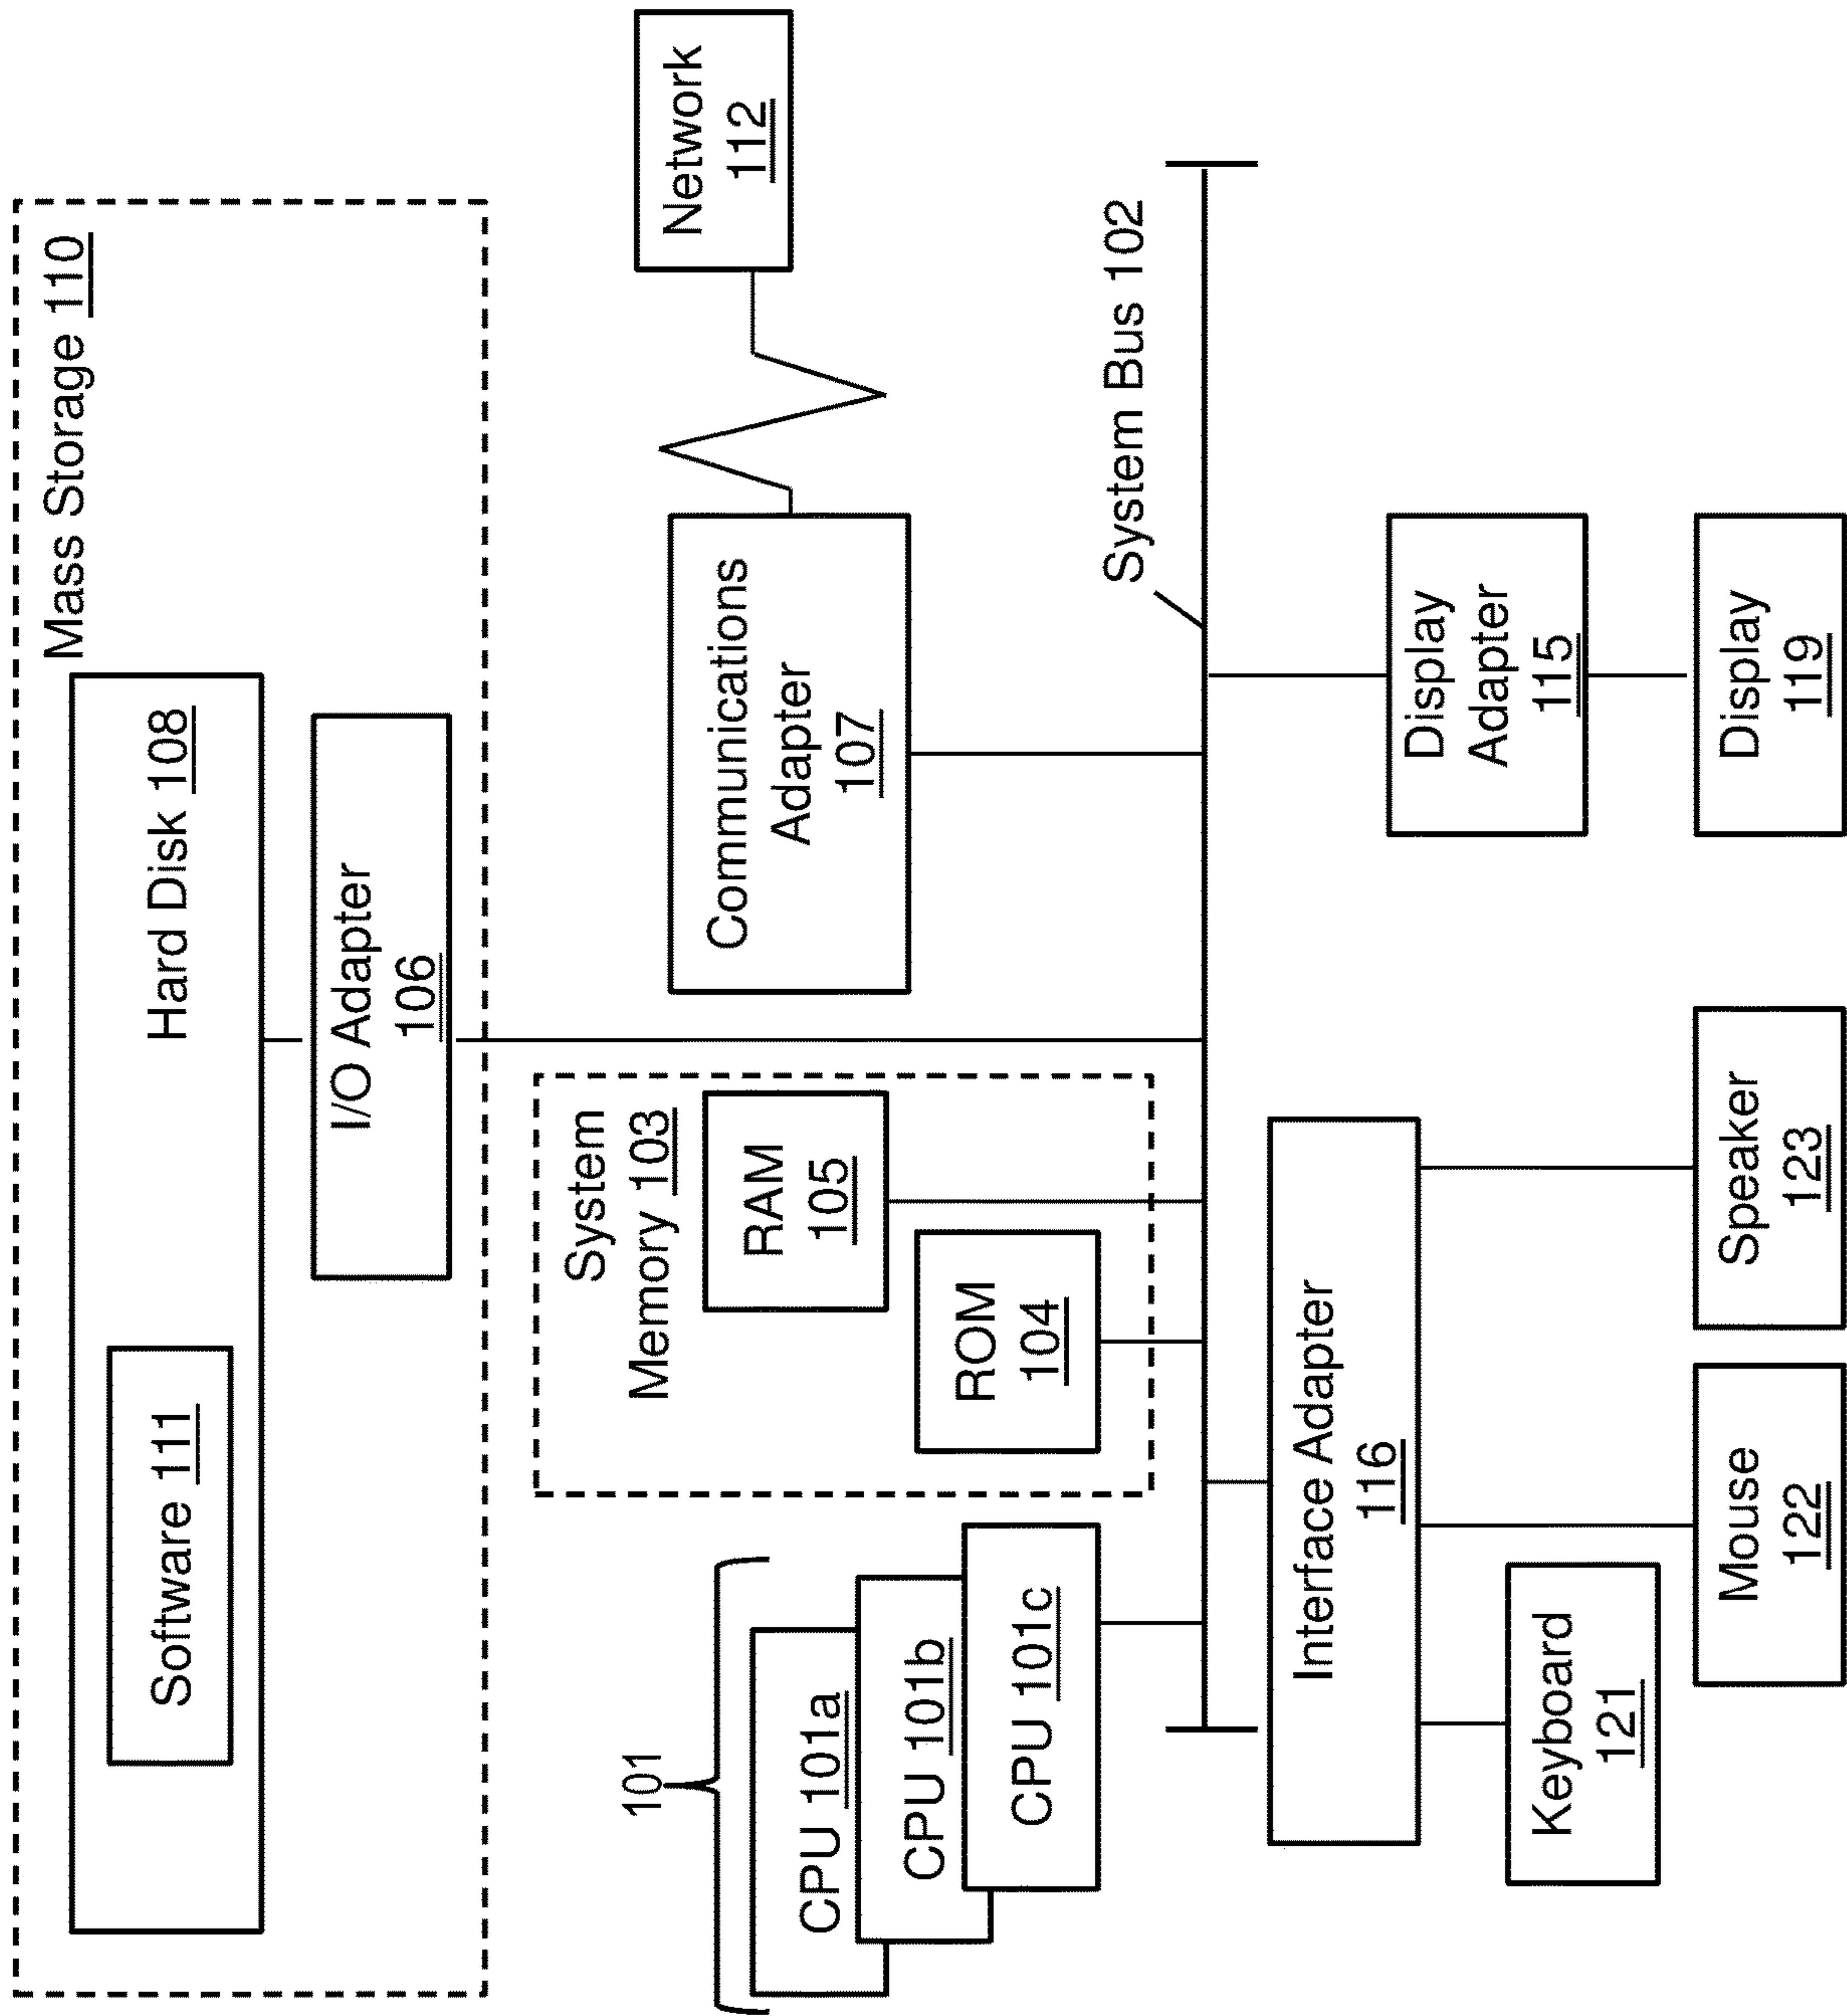 Mass Storage 110
Hard Disk 108
Software 111
I/O Adapter
106
101
CPU 101a
CPU 101b
CPU 101c
System
Memory 103
RAM
105
ROM
104
Communications
Adapter
107
Network
112
System Bus 102
Interface Adapter
116
Keyboard
121
Mouse
122
Speaker
123
Display
Adapter
115
Display
119